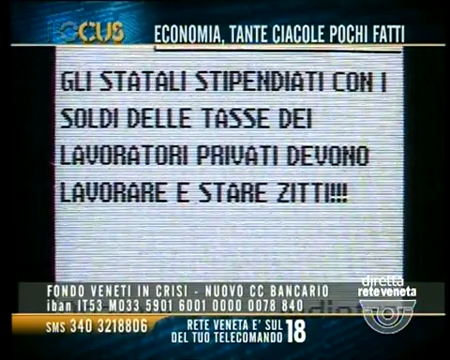 FOCUS
ECONOMIA, TANTE CIACOLE POCHI FATTI
GLI STATALI STIPENDIATI CON I
SOLDI DELLE TASSE DEI
LAVORATORI PRIVATI DEVONO
LAVORARE E STARE ZITTI!!!
diretta
reteveneta
FONDO VENETI IN CRISI - NUOVO CC BANCARIO
iban IT53 M033 5901 6001 0000 0078 840
SMS 340 3218806
RETE VENETA E' SUL
DEL TUO TELECOMANDO 18